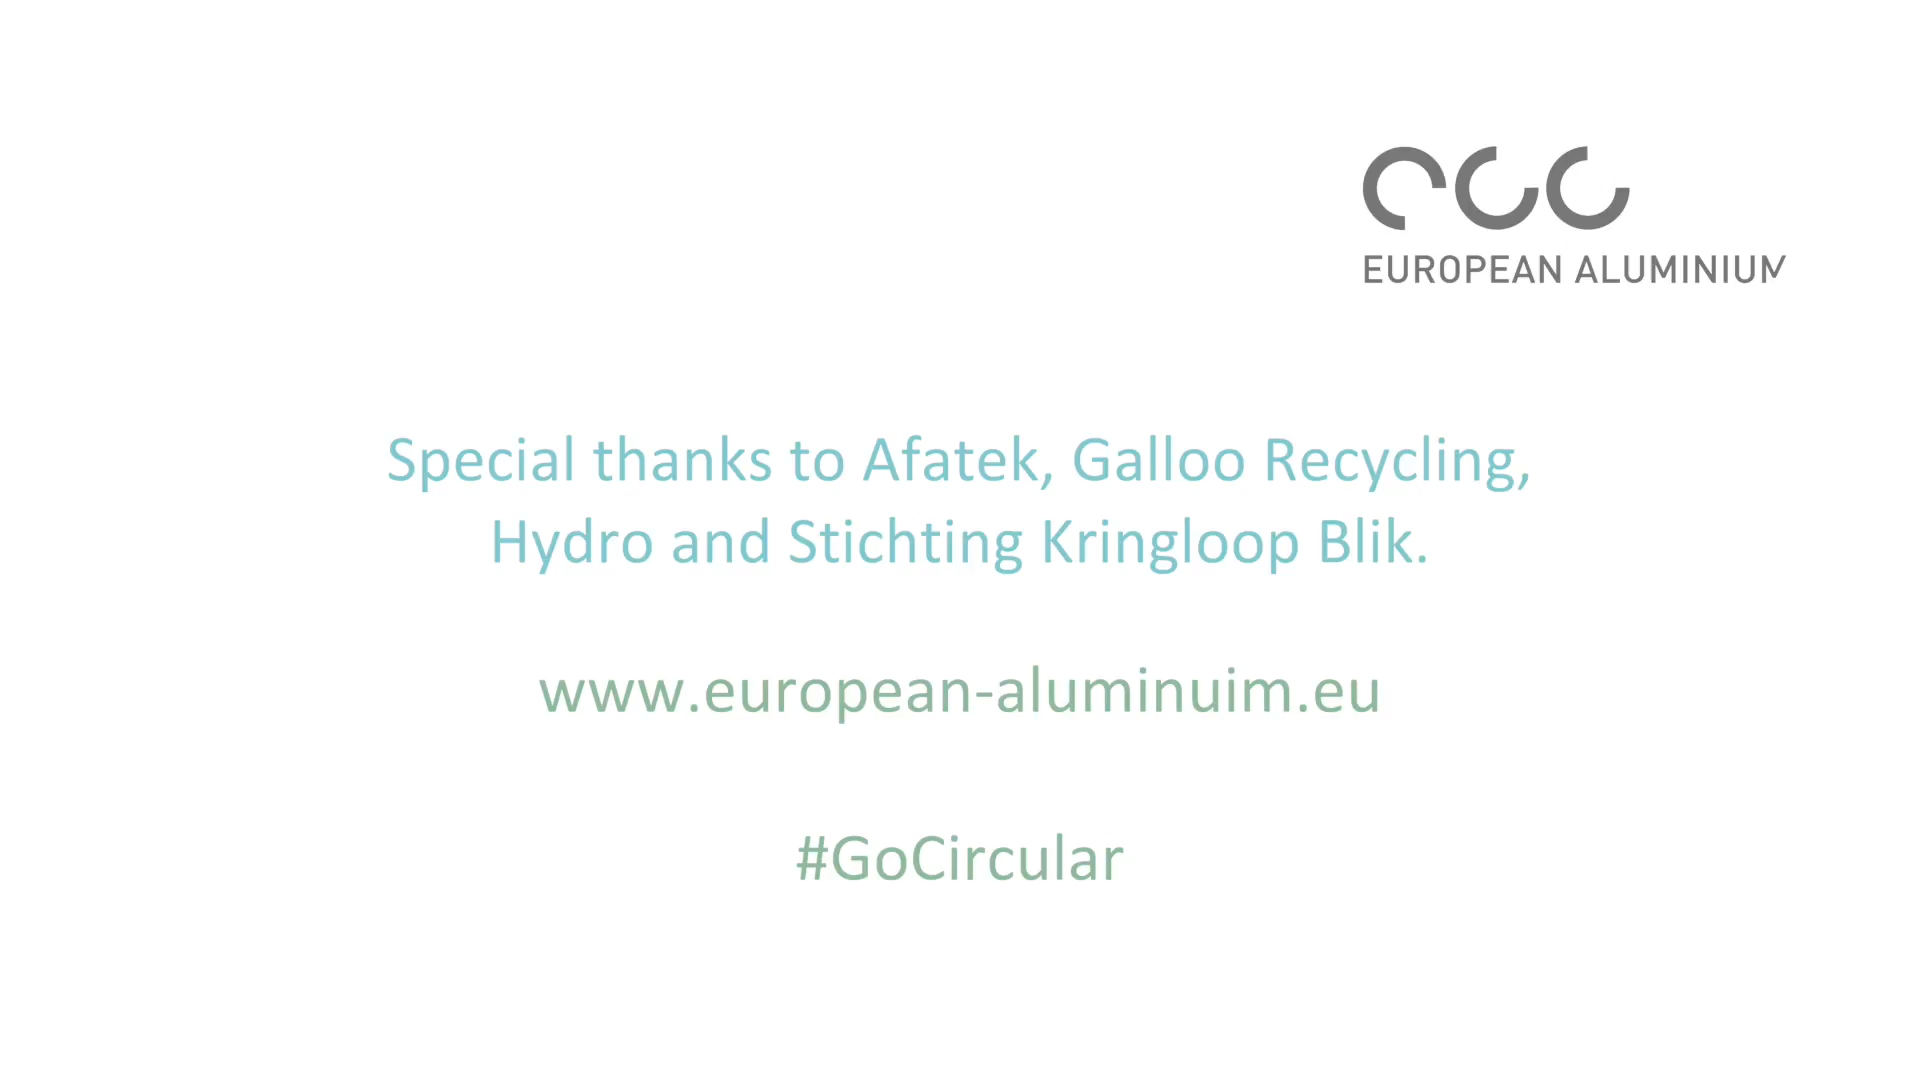 EUROPEAN ALUMINIUM
Special thanks to Afatek, Galloo Recycling,
Hydro and Stichting Kringloop Blik.
www.european-aluminuim.eu
#GoCircular